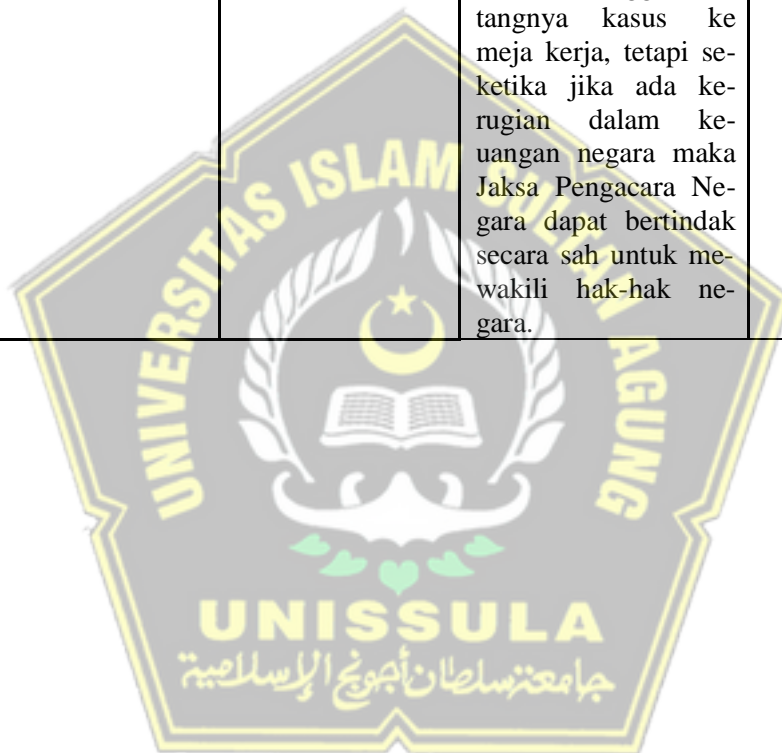 tangnya kasus ke
meja kerja, tetapi se-
ketika jika ada ke-
rugian dalam ke-
uangan negara maka
Jaksa Pengacara Ne-
gara dapat bertindak
secara sah untuk me-
wakili hak-hak ne-
gara.
UNIVERSITAS ISLAM SULTAN AGUNG
UNISSULA
جامعة سلطان أجونج الإسلامية